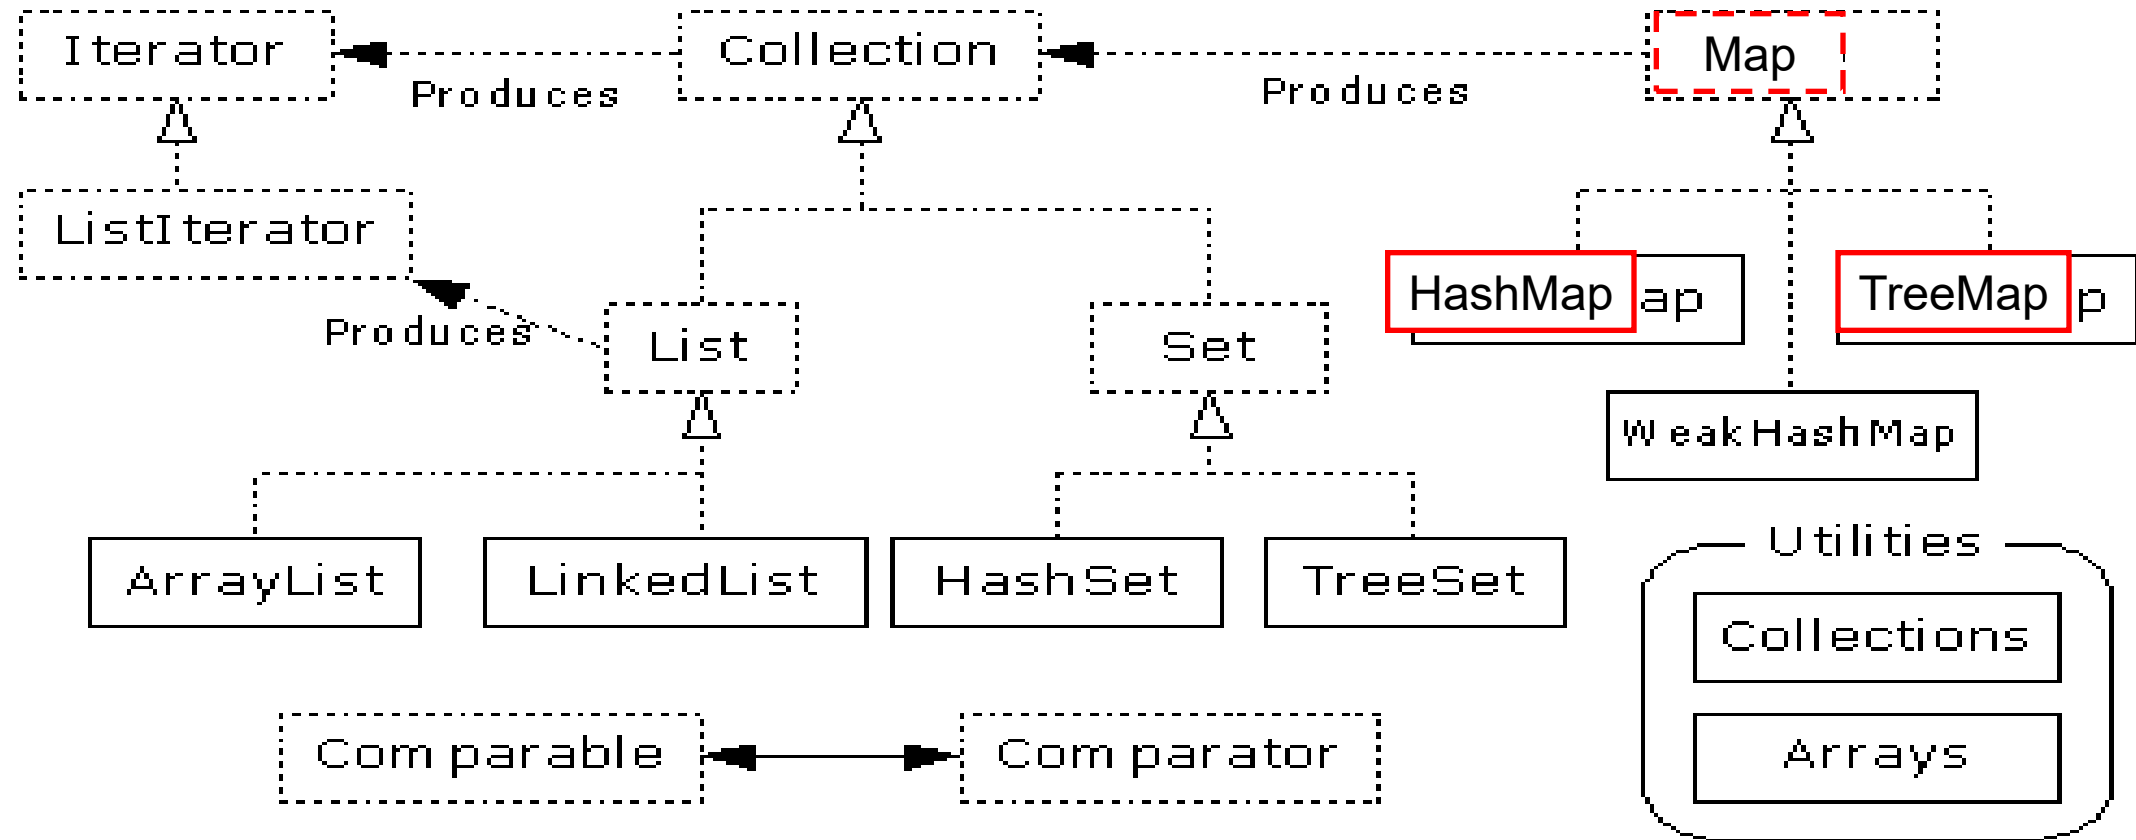 Iterator
Collection
Map
Produces
Produces
ListIterator
HashMap
ap
TreeMap
p
Produces
List
Set
WeakHashMap
Utilities
ArrayList
LinkedList
HashSet
TreeSet
Collections
Comparable
Comparator
Arrays